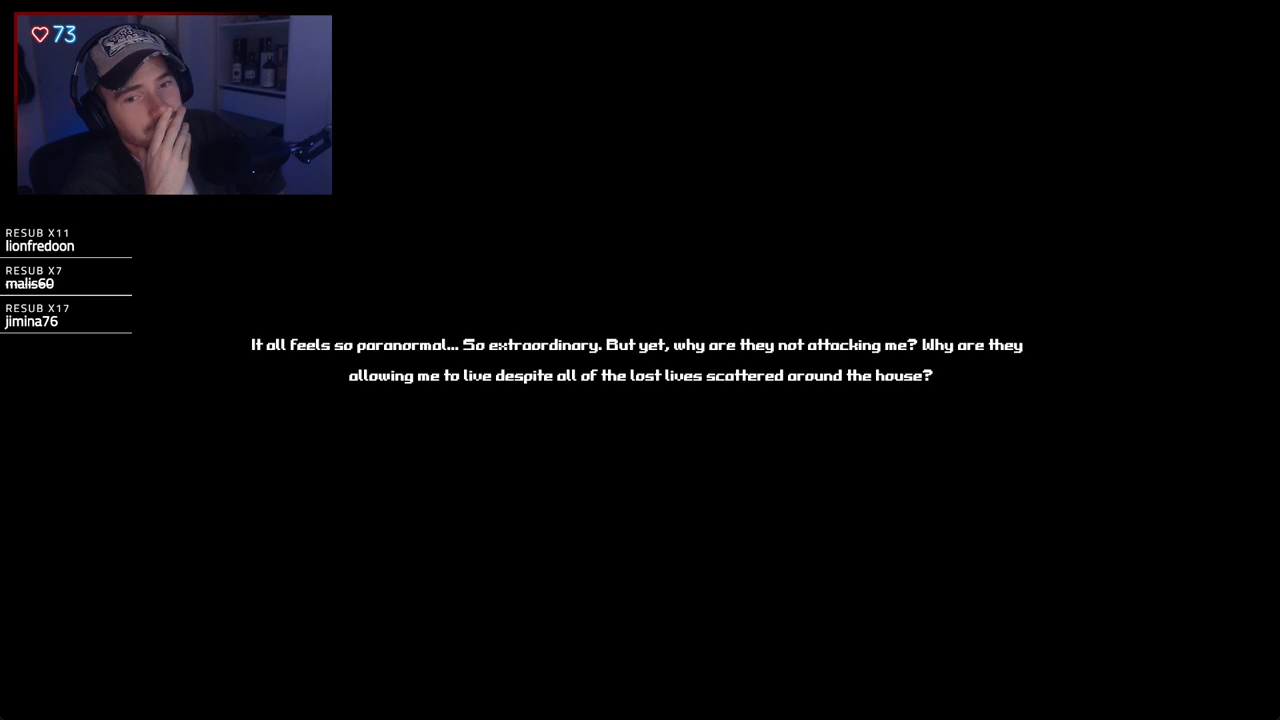 73
RESUB X11
lionfredoon
RESUB X7
malis60
RESUB X17
jimina76
It all feels so paranormal... So extraordinary. But yet, why are they not attacking me? Why are they
allowing me to live despite all of the lost lives scattered around the house?